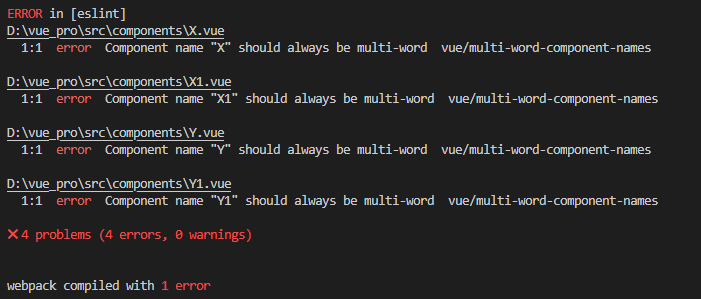 ERROR in [eslint]
D:\vue_pro\src\components\X.vue
1:1 error Component name "X" should always be multi-word vue/multi-word-component-names
D:\vue_pro\src\components\X1.vue
1:1 error Component name "X1" should always be multi-word vue/multi-word-component-names
D:\vue_pro\src\components\Y.vue
1:1 error Component name "Y" should always be multi-word vue/multi-word-component-names
D:\vue_pro\src\components\Y1.vue
1:1 error Component name "Y1" should always be multi-word vue/multi-word-component-names
✕ 4 problems (4 errors, 0 warnings)
webpack compiled with 1 error